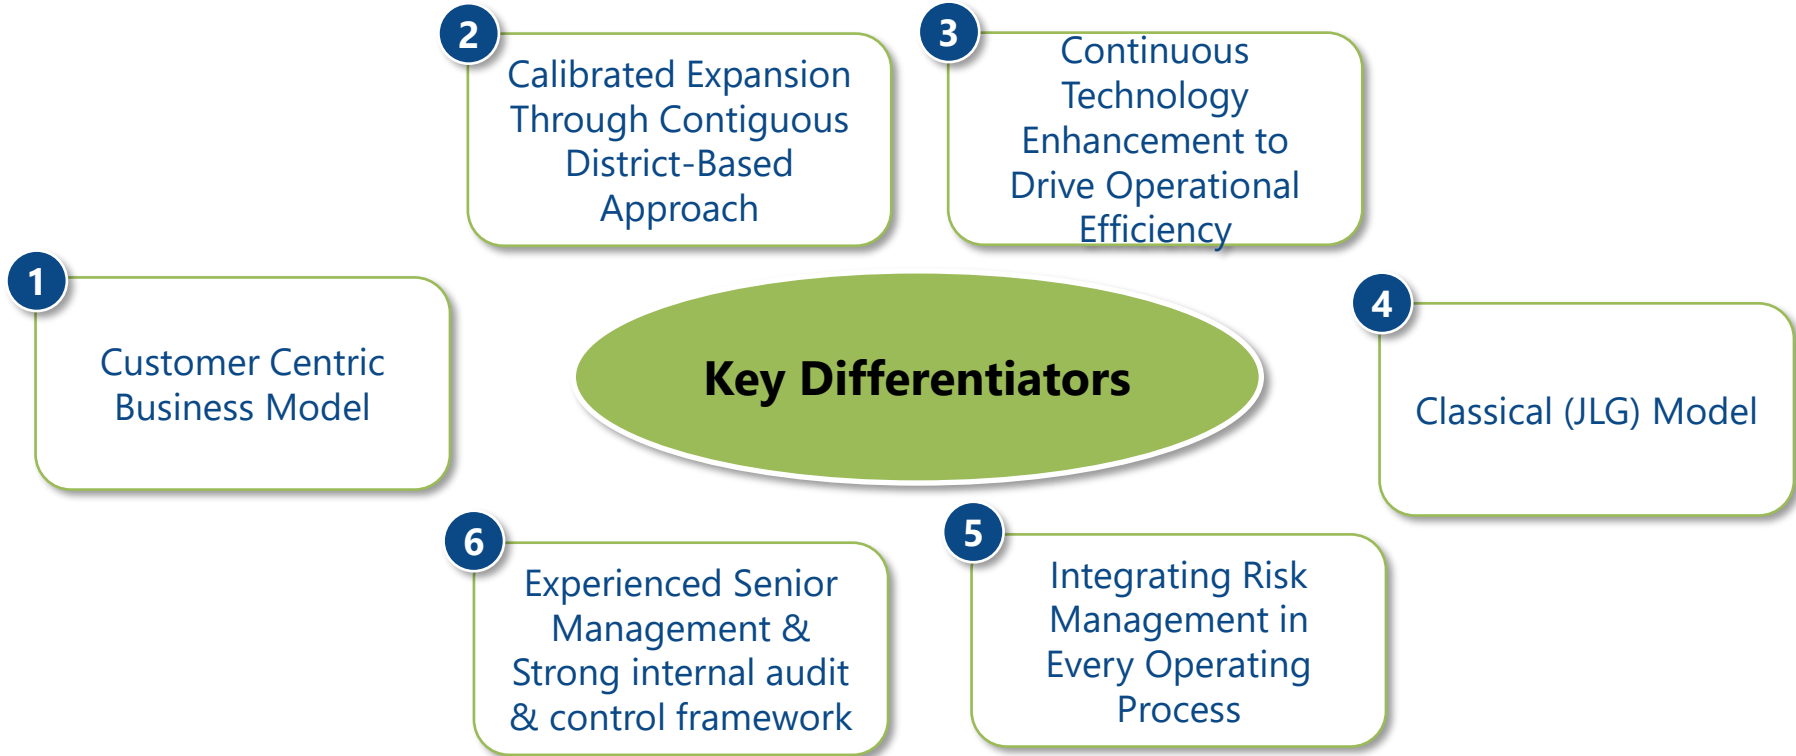 1
Customer Centric
Business Model
2
Calibrated Expansion
Through Contiguous
District-Based
Approach
3
Continuous
Technology
Enhancement to
Drive Operational
Efficiency
Key Differentiators
4
Classical (JLG) Model
5
Integrating Risk
Management in
Every Operating
Process
6
Experienced Senior
Management &
Strong internal audit
& control framework